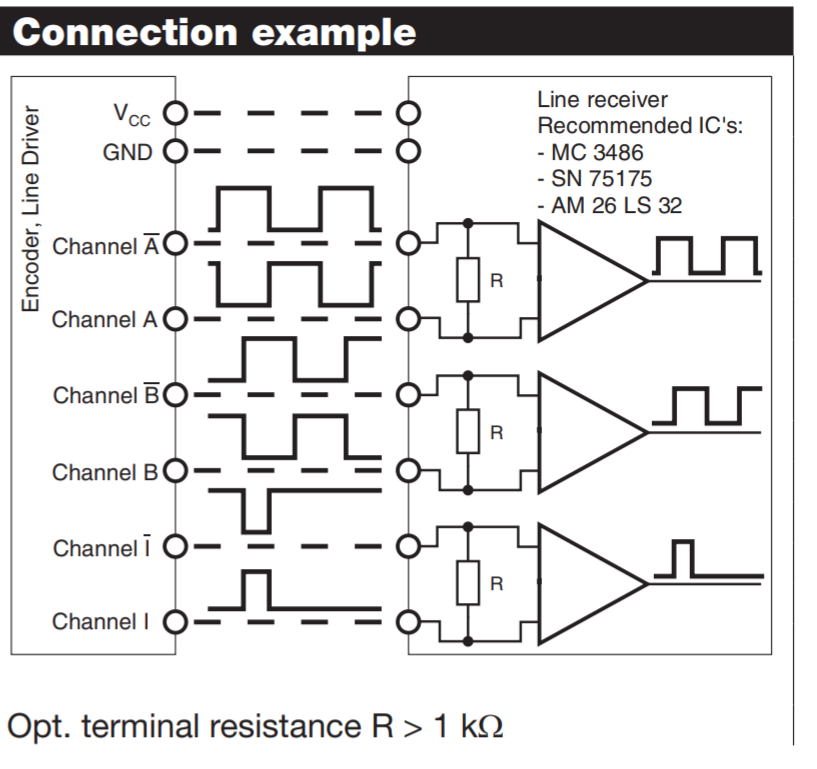 Connection example
Encoder, Line Driver
V_CC
GND
Channel A̅
Channel A
Channel B̅
Channel B
Channel I̅
Channel I
Line receiver
Recommended IC's:
- MC 3486
- SN 75175
- AM 26 LS 32
R
R
R
Opt. terminal resistance R > 1 kΩ